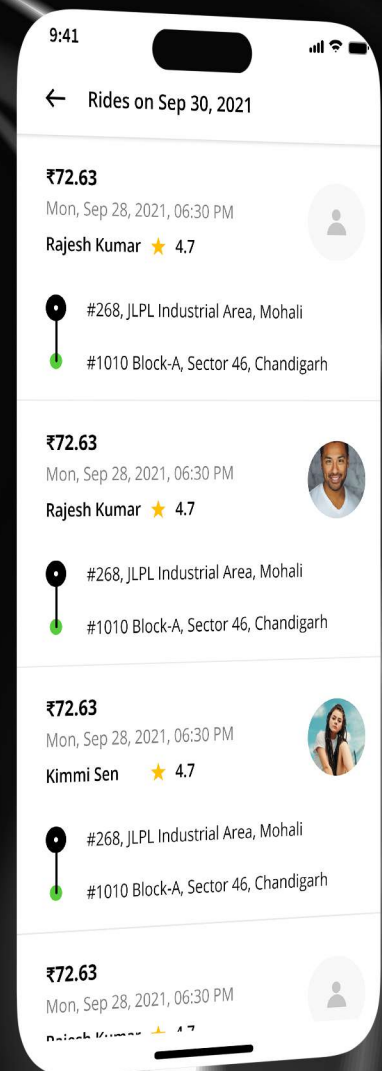 9:41
Rides on Sep 30, 2021
₹72.63
Mon, Sep 28, 2021, 06:30 PM
Rajesh Kumar 4.7
#268, JLPL Industrial Area, Mohali
#1010 Block-A, Sector 46, Chandigarh
₹72.63
Mon, Sep 28, 2021, 06:30 PM
Rajesh Kumar 4.7
#268, JLPL Industrial Area, Mohali
#1010 Block-A, Sector 46, Chandigarh
₹72.63
Mon, Sep 28, 2021, 06:30 PM
Kimmi Sen 4.7
#268, JLPL Industrial Area, Mohali
#1010 Block-A, Sector 46, Chandigarh
₹72.63
Mon, Sep 28, 2021, 06:30 PM
Rajesh Kumar 4.7